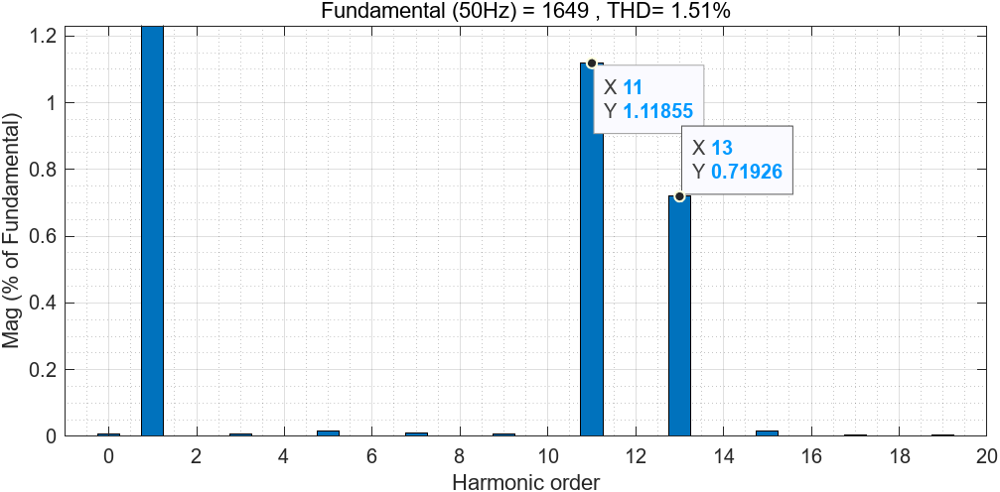 Fundamental (50Hz) = 1649 , THD= 1.51%
Mag (% of Fundamental)
1.2
1
0.8
0.6
0.4
0.2
0
X 11
Y 1.11855
X 13
Y 0.71926
0 2 4 6 8 10 12 14 16 18 20
Harmonic order